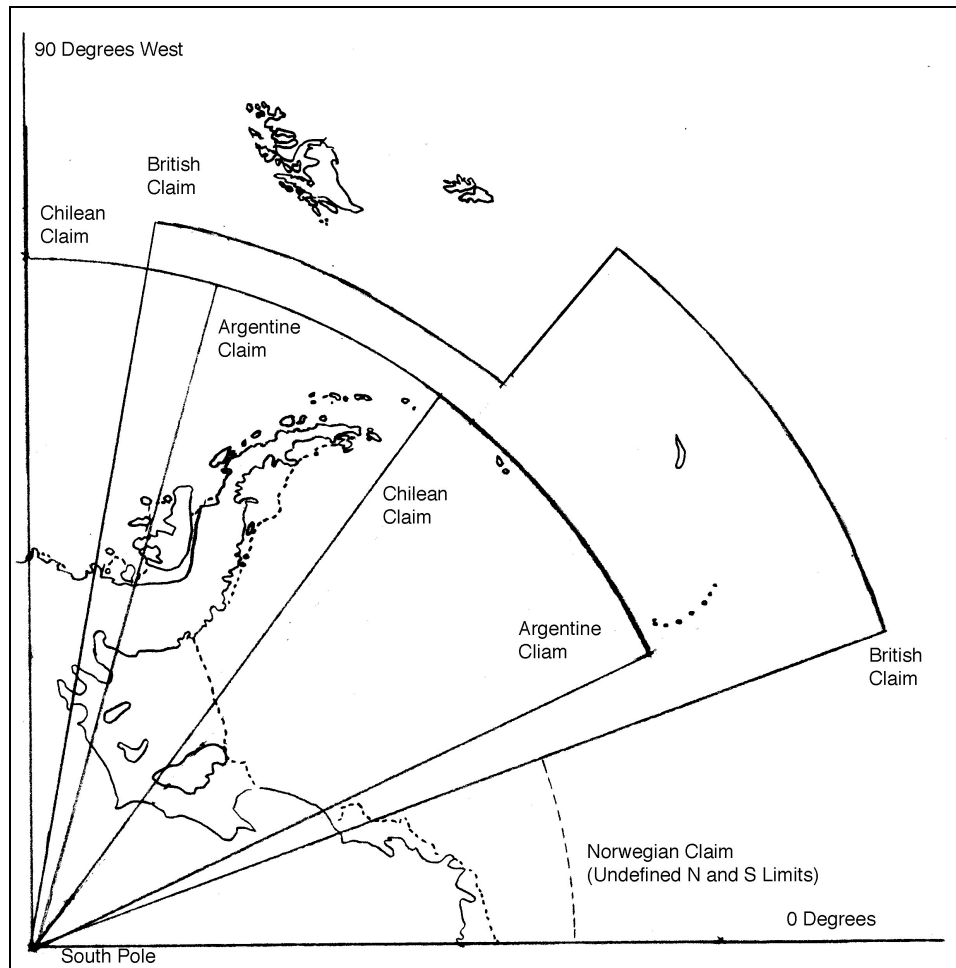 90 Degrees West
British
Claim
Chilean
Claim
Argentine
Claim
Chilean
Claim
Argentine
Cliam
British
Claim
Norwegian Claim
(Undefined N and S Limits)
0 Degrees
South Pole